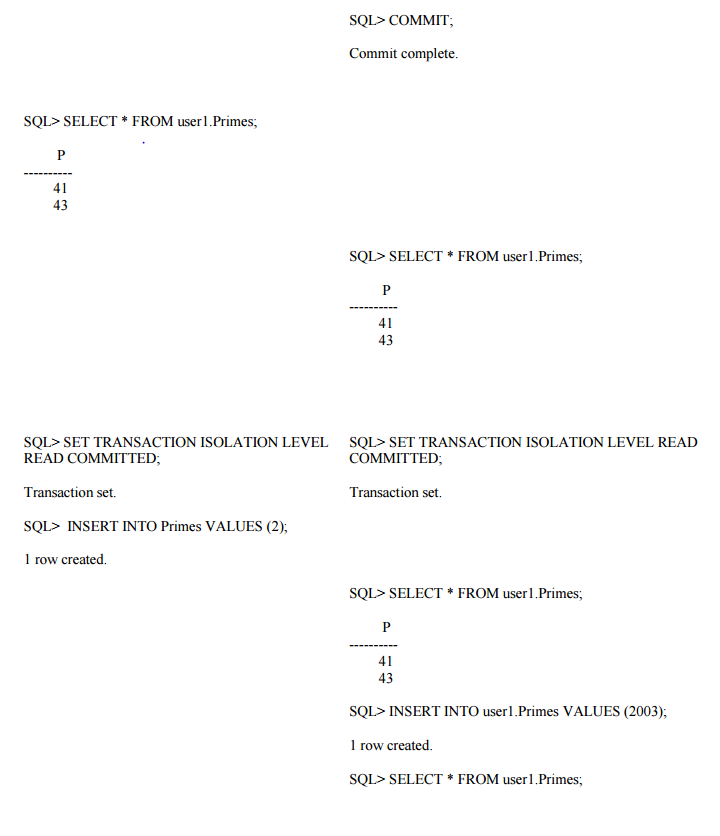 SQL> COMMIT;
Commit complete.
SQL> SELECT * FROM user1.Primes;
P
----------
41
43
SQL> SELECT * FROM user1.Primes;
P
----------
41
43
SQL> SET TRANSACTION ISOLATION LEVEL
READ COMMITTED;
Transaction set.
SQL> INSERT INTO Primes VALUES (2);
1 row created.
SQL> SET TRANSACTION ISOLATION LEVEL READ
COMMITTED;
Transaction set.
SQL> SELECT * FROM user1.Primes;
P
----------
41
43
SQL> INSERT INTO user1.Primes VALUES (2003);
1 row created.
SQL> SELECT * FROM user1.Primes;